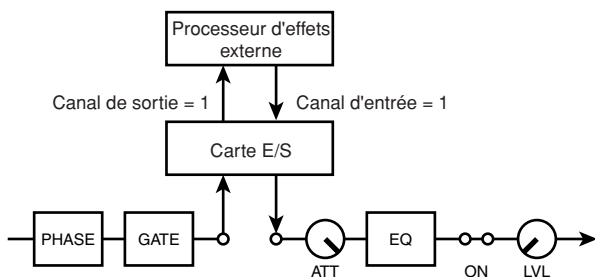 Processeur d'effets
externe
Canal de sortie = 1
Canal d'entrée = 1
Carte E/S
PHASE
GATE
ATT
EQ
ON
LVL